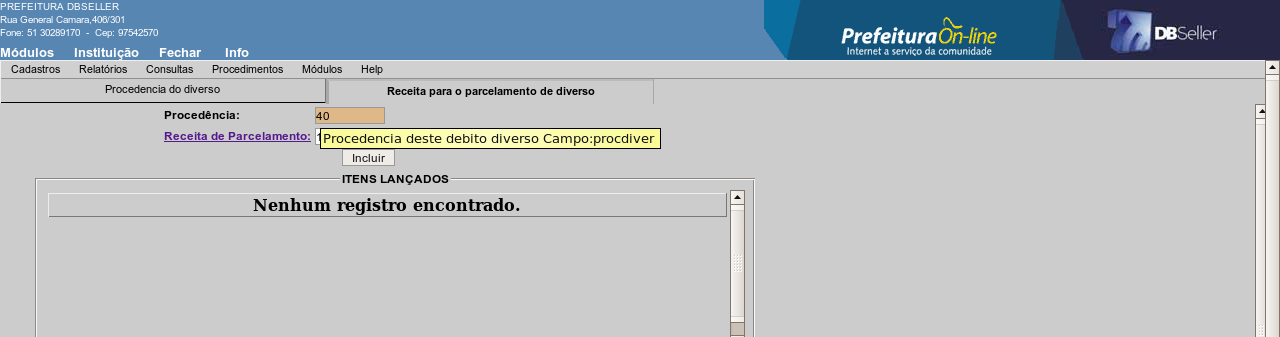 PREFEITURA DBSELLER
Rua General Camara,406/301
Fone: 51 30289170 - Cep: 97542570
Módulos Instituição Fechar Info
Prefeitura On-line
Internet a serviço da comunidade
DBSeller
Cadastros Relatórios Consultas Procedimentos Módulos Help
Procedencia do diverso Receita para o parcelamento de diverso
Procedência: 40
Receita de Parcelamento:
Procedencia deste debito diverso Campo:procdiver
Incluir
ITENS LANÇADOS
Nenhum registro encontrado.